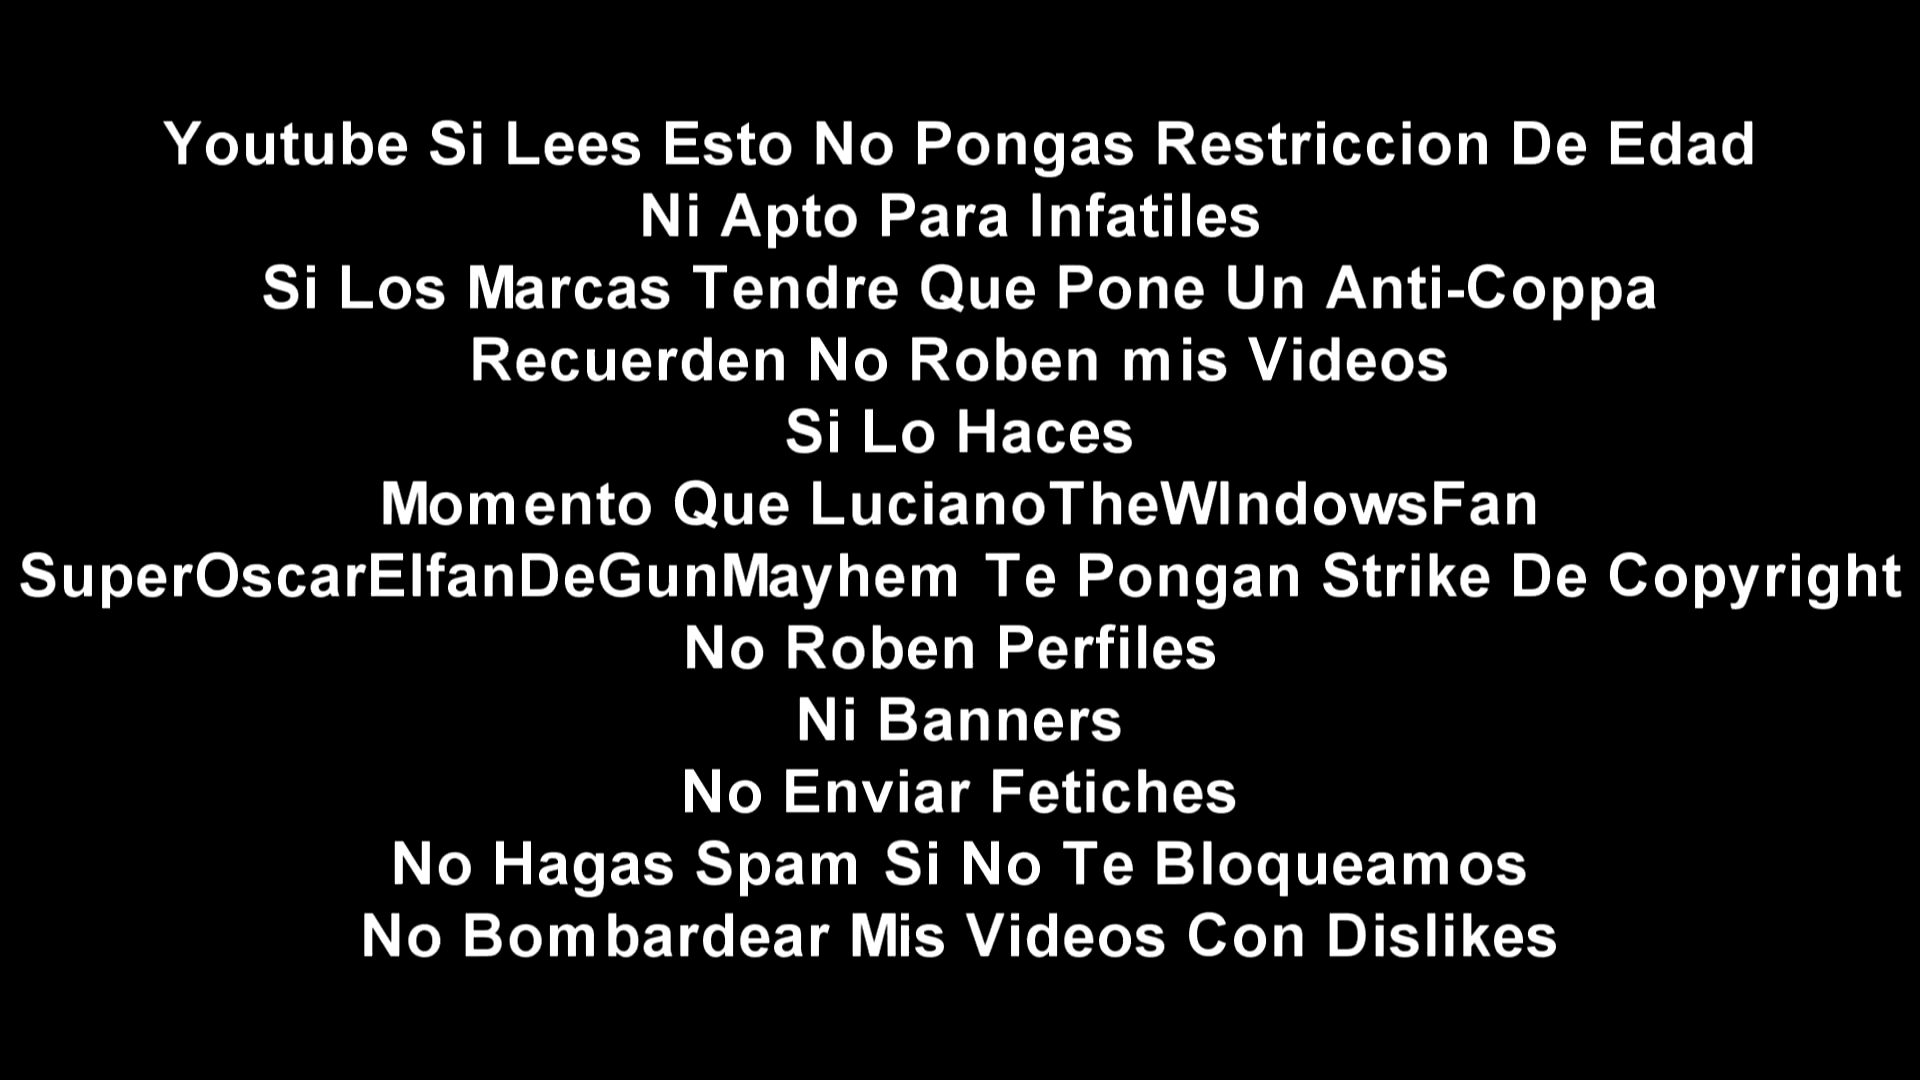 Youtube Si Lees Esto No Pongas Restriccion De Edad
Ni Apto Para Infatiles
Si Los Marcas Tendre Que Pone Un Anti-Coppa
Recuerden No Roben mis Videos
Si Lo Haces
Momento Que LucianoTheWIndowsFan
SuperOscarElfanDeGunMayhem Te Pongan Strike De Copyright
No Roben Perfiles
Ni Banners
No Enviar Fetiches
No Hagas Spam Si No Te Bloqueamos
No Bombardear Mis Videos Con Dislikes